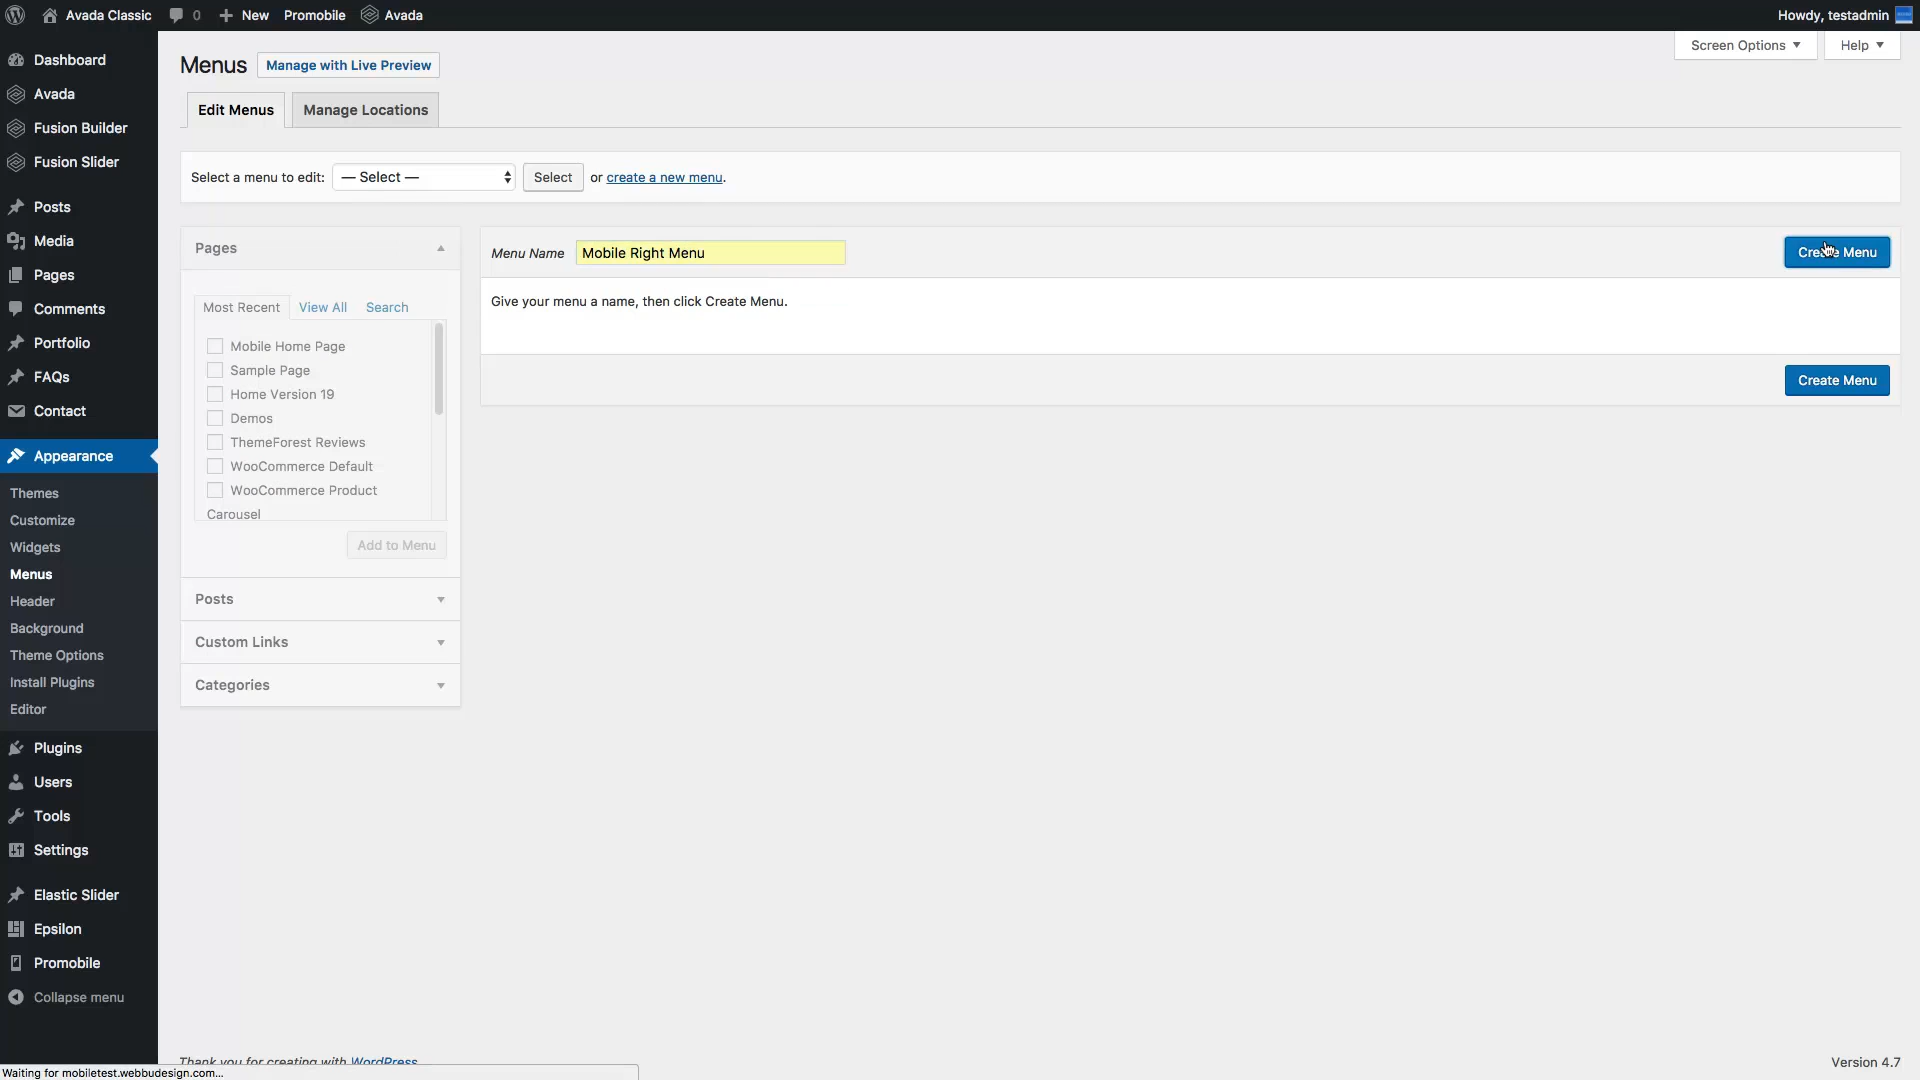 Avada Classic 0 New Promobile Avada Howdy, testadmin
Dashboard
Avada
Fusion Builder
Fusion Slider
Posts
Media
Pages
Comments
Portfolio
FAQs
Contact
Appearance
Themes
Customize
Widgets
Menus
Header
Background
Theme Options
Install Plugins
Editor
Plugins
Users
Tools
Settings
Elastic Slider
Epsilon
Promobile
Collapse menu
Screen Options Help
Menus Manage with Live Preview
Edit Menus Manage Locations
Select a menu to edit: — Select — Select or create a new menu.
Pages
Most Recent View All Search
Mobile Home Page
Sample Page
Home Version 19
Demos
ThemeForest Reviews
WooCommerce Default
WooCommerce Product
Carousel
Add to Menu
Posts
Custom Links
Categories
Menu Name Mobile Right Menu Create Menu
Give your menu a name, then click Create Menu.
Create Menu
Thank you for creating with WordPress
Version 4.7
Waiting for mobiletest.webbudesign.com...